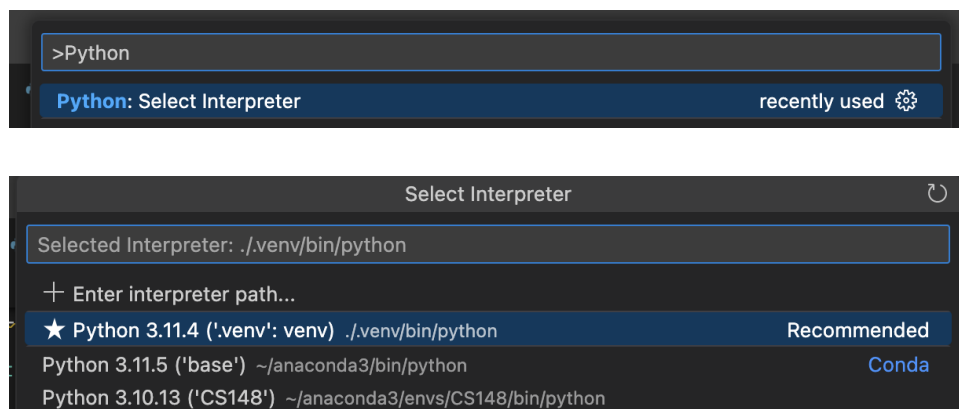 >Python
Python: Select Interpreter recently used
Select Interpreter
Selected Interpreter: ./.venv/bin/python
+ Enter interpreter path...
★ Python 3.11.4 ('.venv': venv) ./.venv/bin/python Recommended
Python 3.11.5 ('base') ~/anaconda3/bin/python Conda
Python 3.10.13 ('CS148') ~/anaconda3/envs/CS148/bin/python